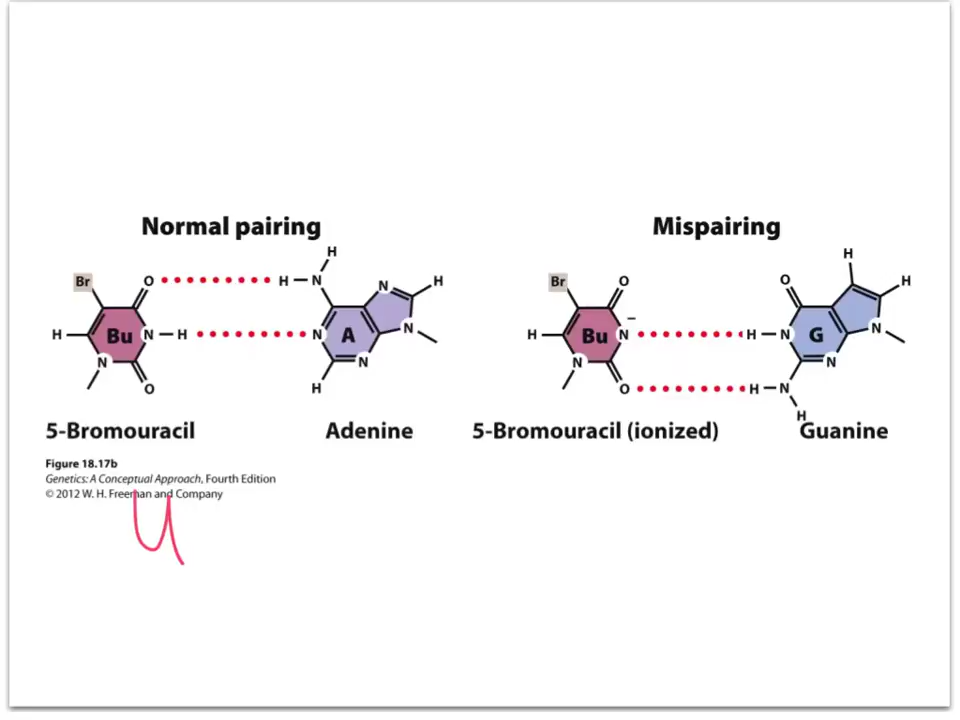 Normal pairing
Mispairing
H
H
Br
O
H
N
N
H
Br
O
O
H
H
Bu
N
H
N
A
N
H
Bu
N
−
H
N
G
N
N
N
N
N
O
H
O
H
N
H
5-Bromouracil
Adenine
5-Bromouracil (ionized)
Guanine
Figure 18.17b
Genetics: A Conceptual Approach, Fourth Edition
© 2012 W. H. Freeman and Company
u